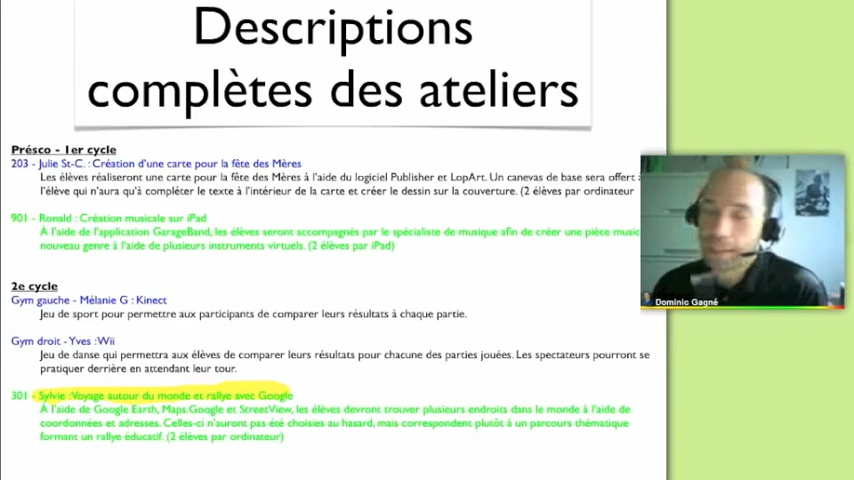 Descriptions
complètes des ateliers
Présco - 1er cycle
203 - Julie St-C. : Création d'une carte pour la fête des Mères
Les élèves réaliseront une carte pour la fête des Mères à l'aide du logiciel Publisher et LopArt. Un canevas de base sera offert à
l'élève qui n'aura qu'à compléter le texte à l'intérieur de la carte et créer le dessin sur la couverture. (2 élèves par ordinateur
901 - Ronald : Création musicale sur iPad
À l'aide de l'application GarageBand, les élèves seront accompagnés par le spécialiste de musique afin de créer une pièce
nouveau genre à l'aide de plusieurs instruments virtuels. (2 élèves par iPad)
2e cycle
Gym gauche - Mélanie G : Kinect
Jeu de sport pour permettre aux participants de comparer leurs résultats à chaque partie.
Gym droit - Yves : Wii
Jeu de danse qui permettra aux élèves de comparer leurs résultats pour chacune des parties jouées. Les spectateurs pourront se
pratiquer derrière en attendant leur tour.
301 - Sylvie : Voyage autour du monde et rallye avec Google
À l'aide de Google Earth, Maps.Google et StreetView, les élèves devront trouver plusieurs endroits dans le monde à l'aide de
coordonnées et adresses. Celles-ci n'auront pas été choisies au hasard, mais correspondent plutôt à un parcours thématique
formant un rallye éducatif. (2 élèves par ordinateur)
Dominic Gagné